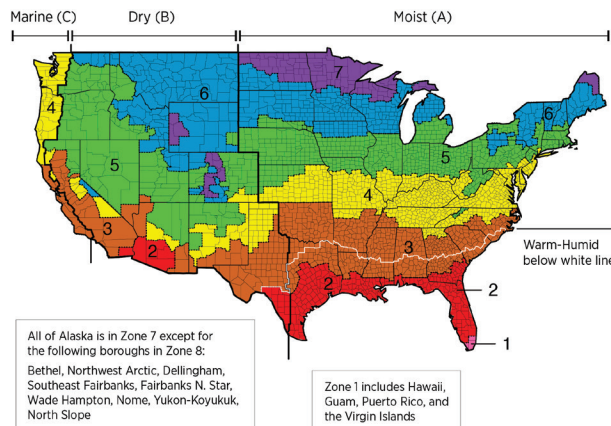 Marine (C) Dry (B) Moist (A)
7
6
6
4
5
5
4
3
3
2
2
Warm-Humid
below white line
2
1
All of Alaska is in Zone 7 except for
the following boroughs in Zone 8:
Bethel, Northwest Arctic, Dellingham,
Southeast Fairbanks, Fairbanks N. Star,
Wade Hampton, Nome, Yukon-Koyukuk,
North Slope
Zone 1 includes Hawaii,
Guam, Puerto Rico, and
the Virgin Islands